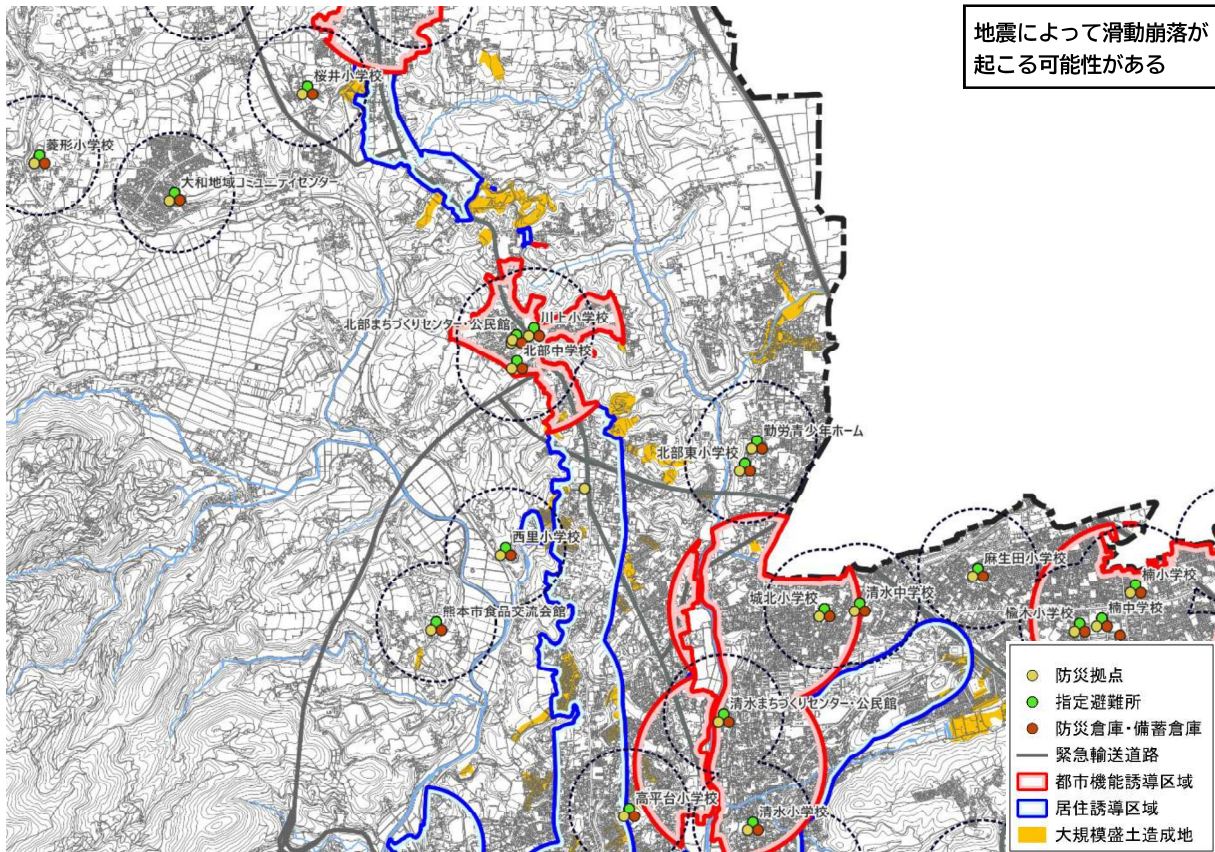 地震によって滑動崩落が
起こる可能性がある
桜井小学校
菱形小学校
大和地域コミュニティセンター
川上小学校
北部まちづくりセンター・公民館
北部中学校
勤労青少年ホーム
北部東小学校
西里小学校
麻生田小学校
楠小学校
城北小学校
清水中学校
楡木小学校
楠中学校
熊本市食品交流会館
清水まちづくりセンター・公民館
高平台小学校
清水小学校
防災拠点
指定避難所
防災倉庫・備蓄倉庫
緊急輸送道路
都市機能誘導区域
居住誘導区域
大規模盛土造成地